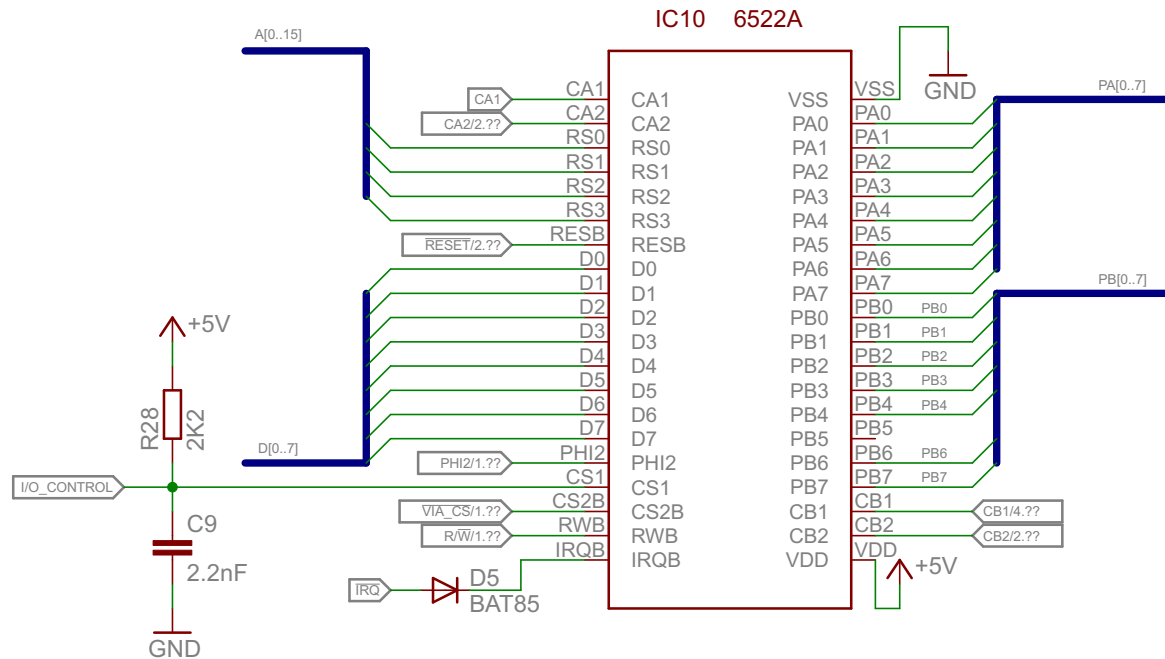 IC10 6522A
A[0..15]
CA1
CA1
CA1
VSS
VSS
GND
PA[0..7]
CA2/2.??
CA2
CA2
PA0
PA0
RS0
RS0
PA1
PA1
RS1
RS1
PA2
PA2
RS2
RS2
PA3
PA3
RS3
RS3
PA4
PA4
RESET/2.??
RESB
RESB
PA5
PA5
D0
D0
PA6
PA6
D1
D1
PA7
PA7
PB[0..7]
D2
D2
PB0
PB0
PB0
+5V
D3
D3
PB1
PB1
PB1
D4
D4
PB2
PB2
PB2
D5
D5
PB3
PB3
PB3
R28
2K2
D6
D6
PB4
PB4
PB4
D[0..7]
D7
D7
PB5
PB5
PHI2/1.??
PHI2
PHI2
PB6
PB6
PB6
I/O_CONTROL
CS1
CS1
PB7
PB7
PB7
C9
2.2nF
GND
VIA_CS/1.??
CS2B
CS2B
CB1
CB1
CB1/4.??
R/W/1.??
RWB
RWB
CB2
CB2
CB2/2.??
IRQB
IRQB
VDD
VDD
+5V
IRQ
D5
BAT85